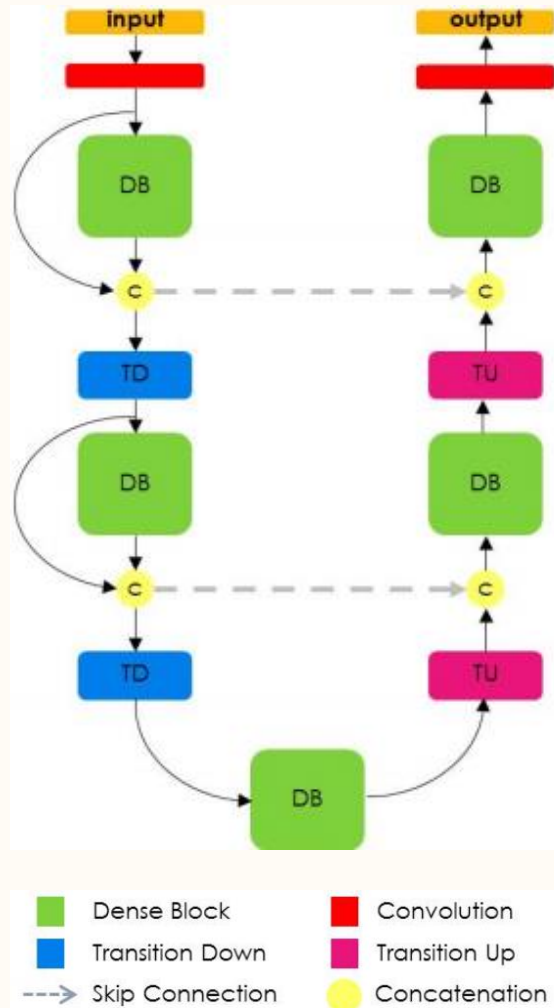 input
output
DB
DB
C
C
TD
TU
DB
DB
C
C
TD
TU
DB
Dense Block
Convolution
Transition Down
Transition Up
Skip Connection
Concatenation